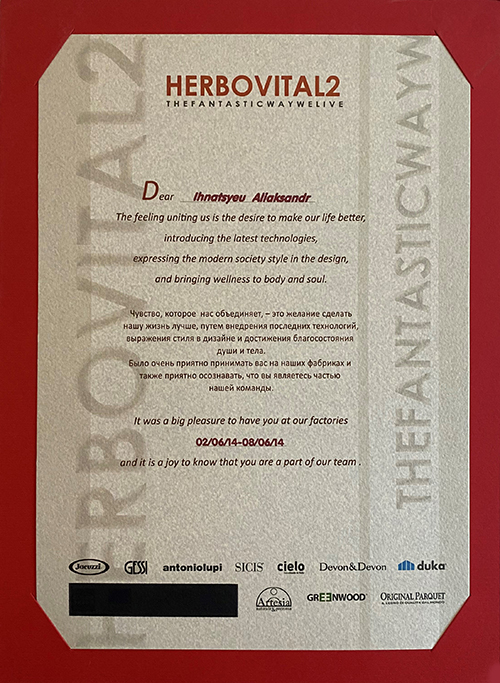 HERBOVITAL2
THEFANTASTICWAYWELIVE
HERBOVITAL2
THEFANTASTICWAYW
Dear Ihnatsyeu Aliaksandr
The feeling uniting us is the desire to make our life better,
introducing the latest technologies,
expressing the modern society style in the design,
and bringing wellness to body and soul.
Чувство, которое нас объединяет, – это желание сделать
нашу жизнь лучше, путем внедрения последних технологий,
выражения стиля в дизайне и достижения благосостояния
души и тела.
Было очень приятно принимать вас на наших фабриках и
также приятно осознавать, что вы являетесь частью
нашей команды.
It was a big pleasure to have you at our factories
02/06/14-08/06/14
and it is a joy to know that you are a part of our team .
Jacuzzi GESSI antoniolupi SICIS cielo Devon&Devon duka
Artesia GREENWOOD ORIGINAL PARQUET